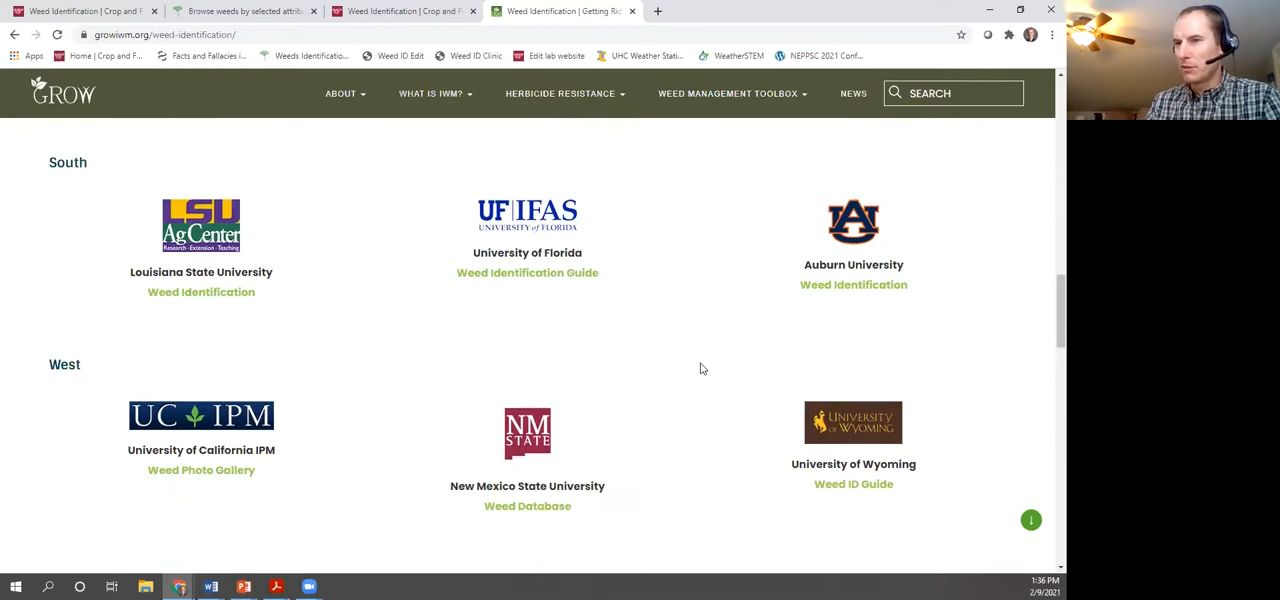 Weed Identification | Crop and F
Browse weeds by selected attrib
Weed Identification | Crop and F
Weed Identification | Getting Ri
growiwm.org/weed-identification/
Apps
Home | Crop and F...
Facts and Fallacies i...
Weeds Identificatio...
Weed ID Edit
Weed ID Clinic
Edit lab website
UHC Weather Stati...
WeatherSTEM
NEPPSC 2021 Conf...
GROW
ABOUT
WHAT IS IWM?
HERBICIDE RESISTANCE
WEED MANAGEMENT TOOLBOX
NEWS
SEARCH
South
LSU
AgCenter
Research · Extension · Teaching
Louisiana State University
Weed Identification
UF|IFAS
UNIVERSITY of FLORIDA
University of Florida
Weed Identification Guide
AU
Auburn University
Weed Identification
West
UC IPM
University of California IPM
Weed Photo Gallery
NM
STATE
New Mexico State University
Weed Database
UNIVERSITY
OF WYOMING
University of Wyoming
Weed ID Guide
1:36 PM
2/9/2021